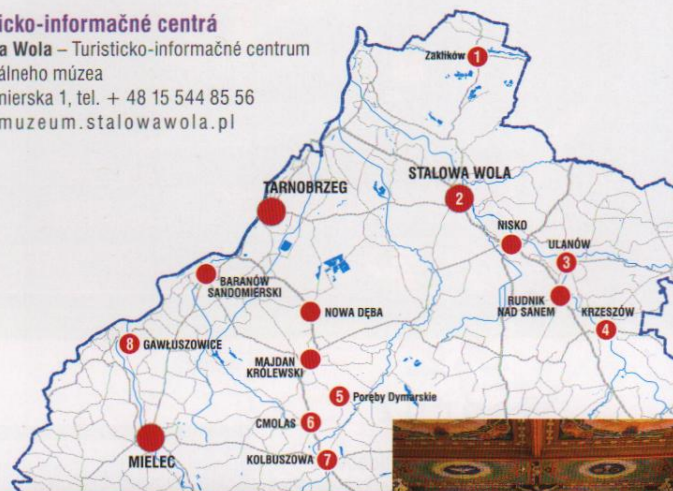 icko-informačné centrá
a Wola – Turisticko-informačné centrum
álneho múzea
nierska 1, tel. + 48 15 544 85 56
muzeum.stalowawola.pl
Zaklików 1
STALOWA WOLA
2
TARNOBRZEG
NISKO
ULANÓW
3
BARANÓW
SANDOMIERSKI
RUDNIK
NAD SANEM
KRZESZÓW
4
NOWA DĘBA
8 GAWŁUSZOWICE
MAJDAN
KRÓLEWSKI
5 Poręby Dymarskie
CMOLAS 6
MIELEC
KOLBUSZOWA 7